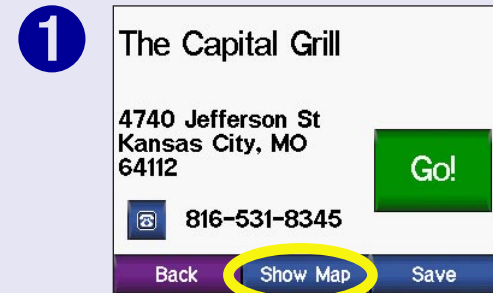 1
The Capital Grill
4740 Jefferson St
Kansas City, MO
64112
Go!
816-531-8345
Back Show Map Save